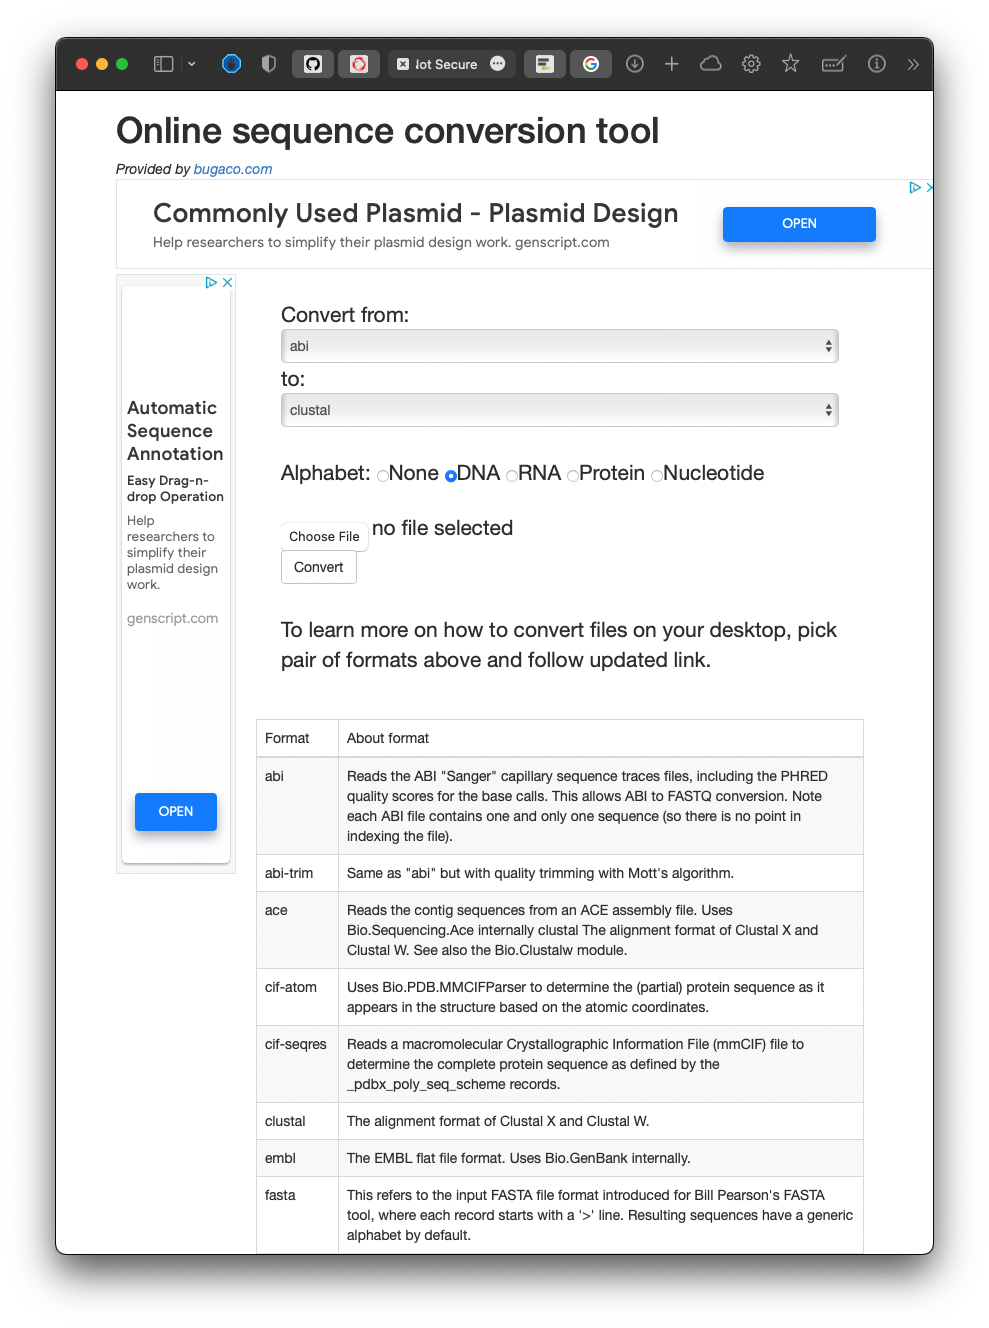 Not Secure
Online sequence conversion tool
Provided by bugaco.com
Commonly Used Plasmid - Plasmid Design
Help researchers to simplify their plasmid design work. genscript.com
OPEN
Automatic
Sequence
Annotation
Easy Drag-n-
drop Operation
Help
researchers to
simplify their
plasmid design
work.
genscript.com
OPEN
Convert from:
abi
to:
clustal
Alphabet: None DNA RNA Protein Nucleotide
Choose File no file selected
Convert
To learn more on how to convert files on your desktop, pick
pair of formats above and follow updated link.
Format About format
abi Reads the ABI "Sanger" capillary sequence traces files, including the PHRED
quality scores for the base calls. This allows ABI to FASTQ conversion. Note
each ABI file contains one and only one sequence (so there is no point in
indexing the file).
abi-trim Same as "abi" but with quality trimming with Mott's algorithm.
ace Reads the contig sequences from an ACE assembly file. Uses
Bio.Sequencing.Ace internally clustal The alignment format of Clustal X and
Clustal W. See also the Bio.Clustalw module.
cif-atom Uses Bio.PDB.MMCIFParser to determine the (partial) protein sequence as it
appears in the structure based on the atomic coordinates.
cif-seqres Reads a macromolecular Crystallographic Information File (mmCIF) file to
determine the complete protein sequence as defined by the
_pdbx_poly_seq_scheme records.
clustal The alignment format of Clustal X and Clustal W.
embl The EMBL flat file format. Uses Bio.GenBank internally.
fasta This refers to the input FASTA file format introduced for Bill Pearson's FASTA
tool, where each record starts with a '>' line. Resulting sequences have a generic
alphabet by default.